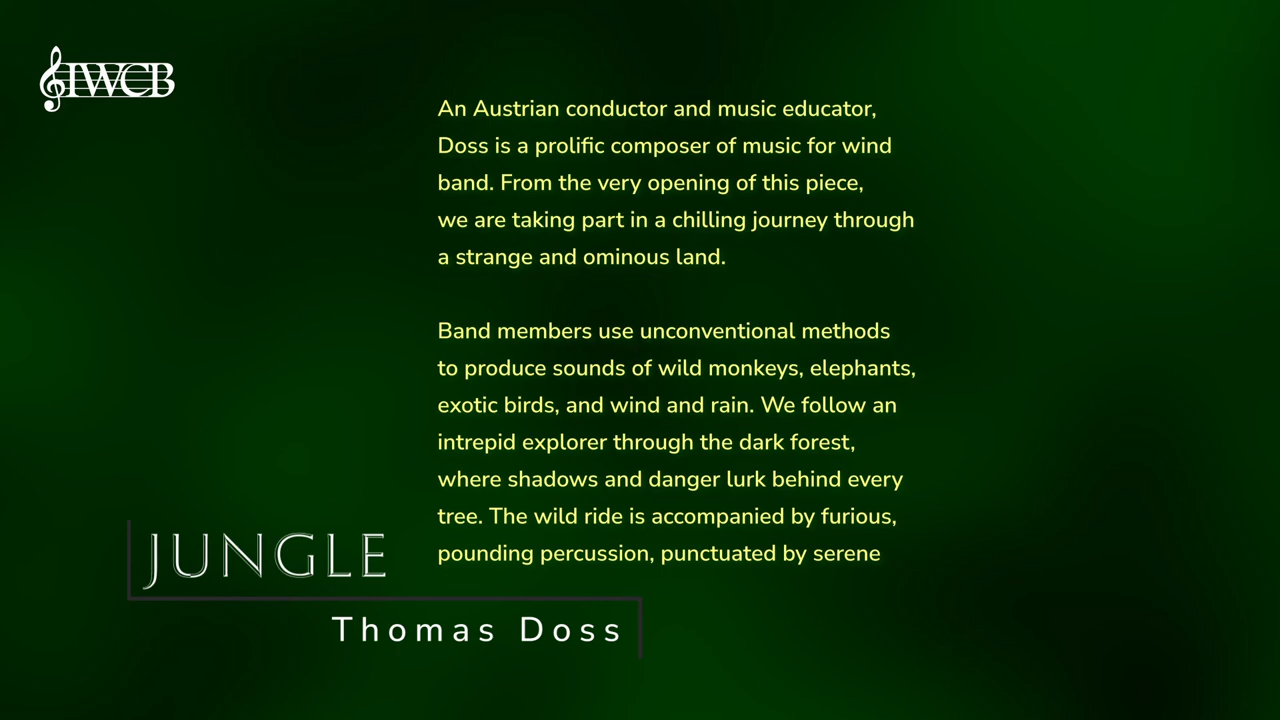 IWCB
An Austrian conductor and music educator,
Doss is a prolific composer of music for wind
band. From the very opening of this piece,
we are taking part in a chilling journey through
a strange and ominous land.
Band members use unconventional methods
to produce sounds of wild monkeys, elephants,
exotic birds, and wind and rain. We follow an
intrepid explorer through the dark forest,
where shadows and danger lurk behind every
tree. The wild ride is accompanied by furious,
pounding percussion, punctuated by serene
JUNGLE
Thomas Doss